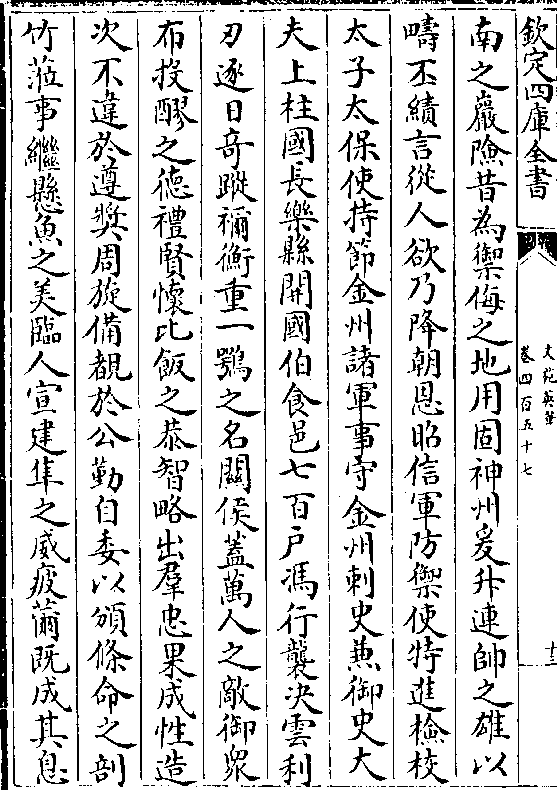 欽定四庫全書
文苑英華
卷四百五十七
十三
南之巖險昔為禦侮之地用固神州爰升連帥之雄以
疇丕績言從人欲乃降朝恩昭信軍防禦使特進檢校
太子太保使持節金州諸軍事守金州刺史兼御史大
夫上柱國長樂縣開國伯食邑七百户馮行襲決雲利
刃逐日竒蹤禰衡重一鶚之名關侯蓋萬人之敵御衆
布投醪之德禮賢懷比飯之恭智略出羣忠果成性造
次不違於遵奨周旋備覩於公勤自委以頒條命之剖
竹蒞事繼懸魚之美臨人宣建隼之威疲薾既成其息